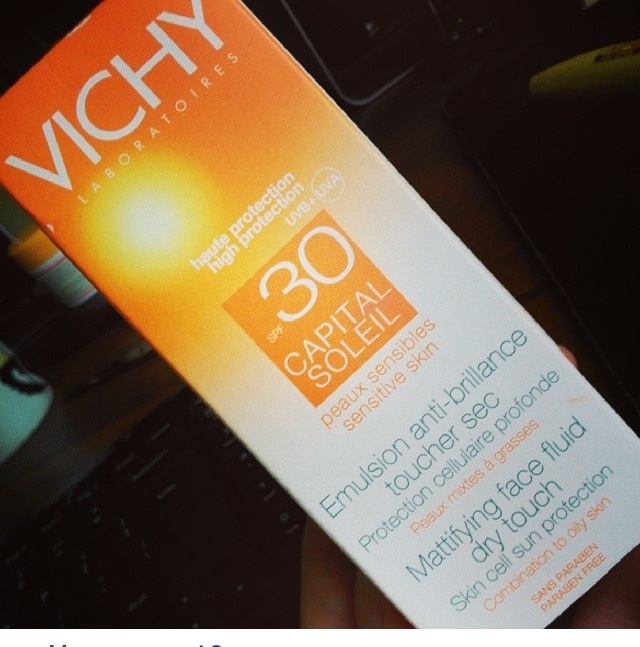 VICHY
LABORATOIRES
haute protection
high protection
UVB+ UVA
SPF 30
CAPITAL
SOLEIL
peaux sensibles
sensitive skin
Emulsion anti-brillance
toucher sec
Protection cellulaire profonde
Peaux mixtes à grasses
Mattifying face fluid
dry touch
Skin cell sun protection
Combination to oily skin
SANS PARABEN
PARABEN FREE